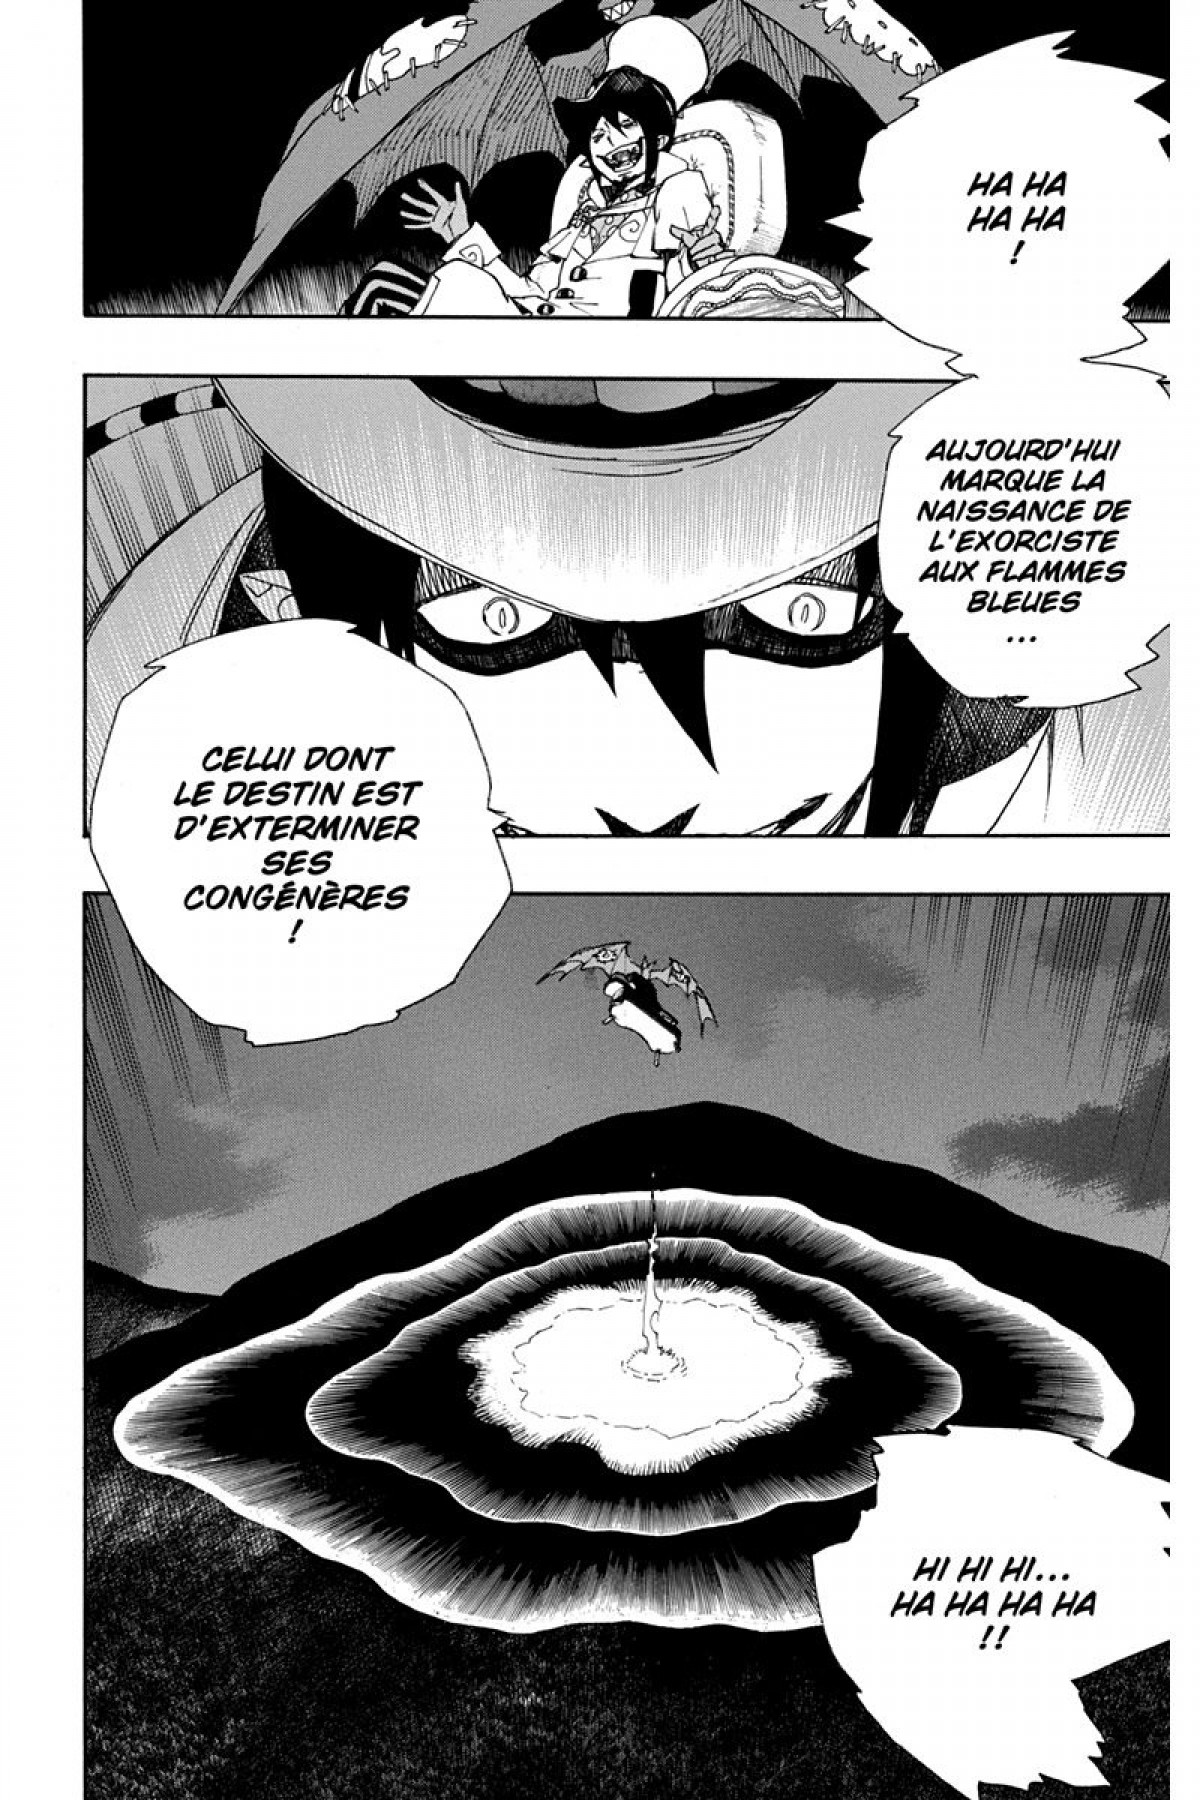 HA HA
HA HA
!
AUJOURD'HUI
MARQUE LA
NAISSANCE DE
L'EXORCISTE
AUX FLAMMES
BLEUES
...
CELUI DONT
LE DESTIN EST
D'EXTERMINER
SES
CONGÉNÈRES
!
HI HI HI...
HA HA HA HA
!!